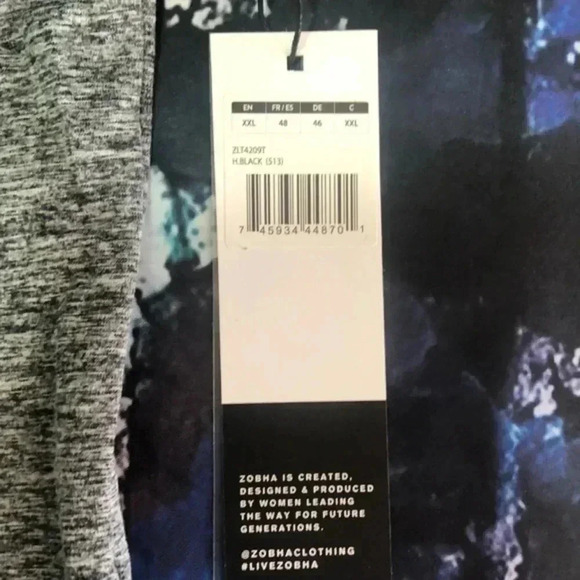 EN FR/ES DE C
XXL 48 46 XXL
ZLT4209T
H.BLACK (S13)
7 45934 44870 1
ZOBHA IS CREATED,
DESIGNED & PRODUCED
BY WOMEN LEADING
THE WAY FOR FUTURE
GENERATIONS.
@ZOBHACLOTHING
#LIVEZOBHA